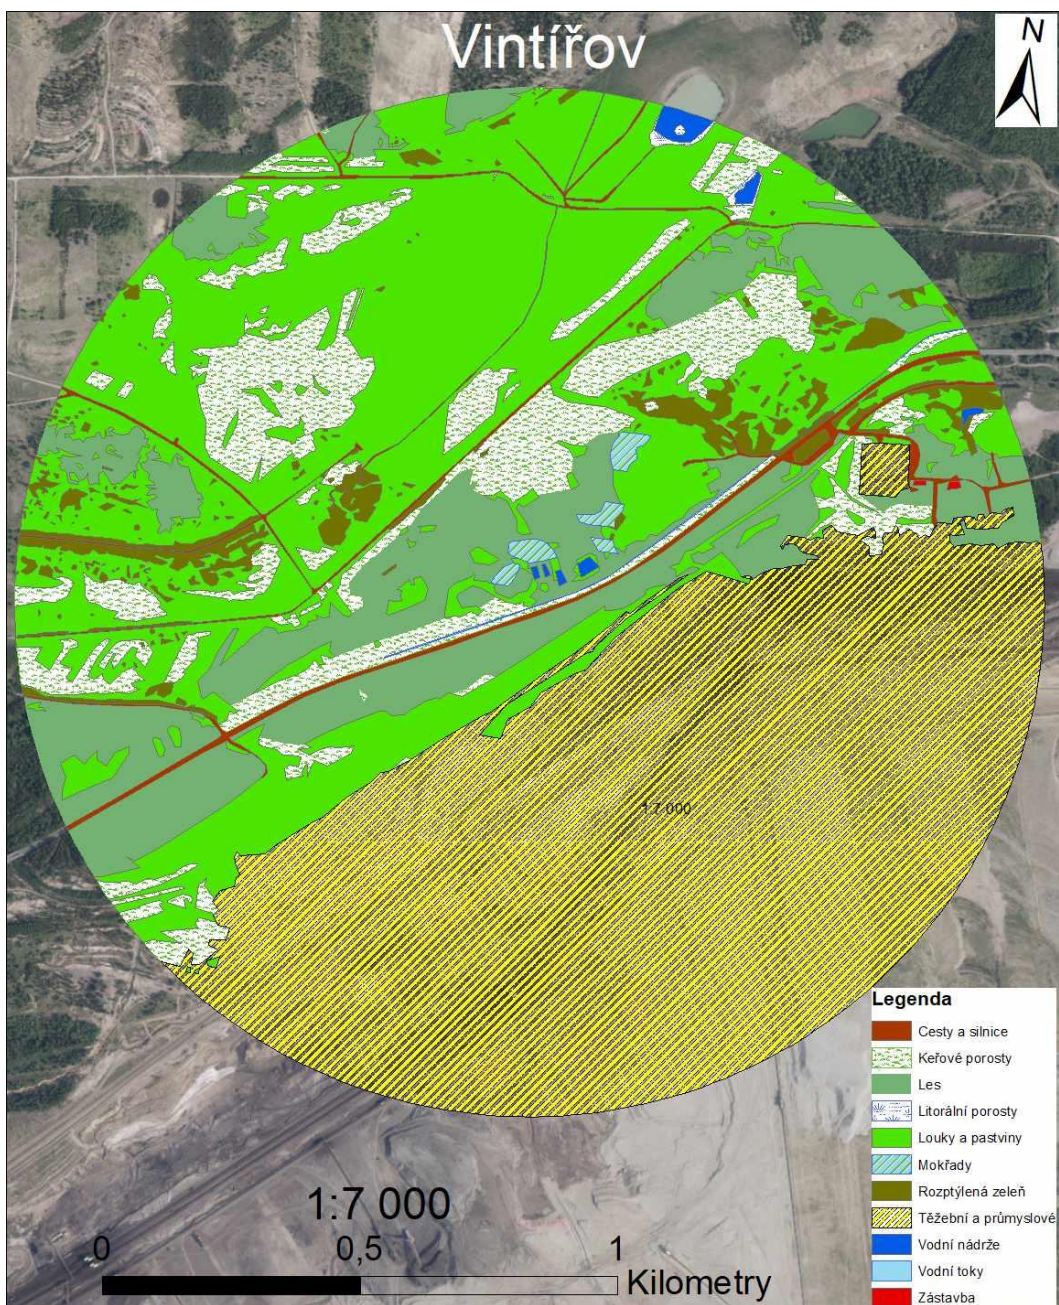 Vintířov
N
1:7 000
Legenda
Cesty a silnice
Keřové porosty
Les
Litorální porosty
Louky a pastviny
Mokřady
Rozptýlená zeleň
Těžební a průmyslové
Vodní nádrže
Vodní toky
Zástavba
1:7 000
0 0,5 1
Kilometry